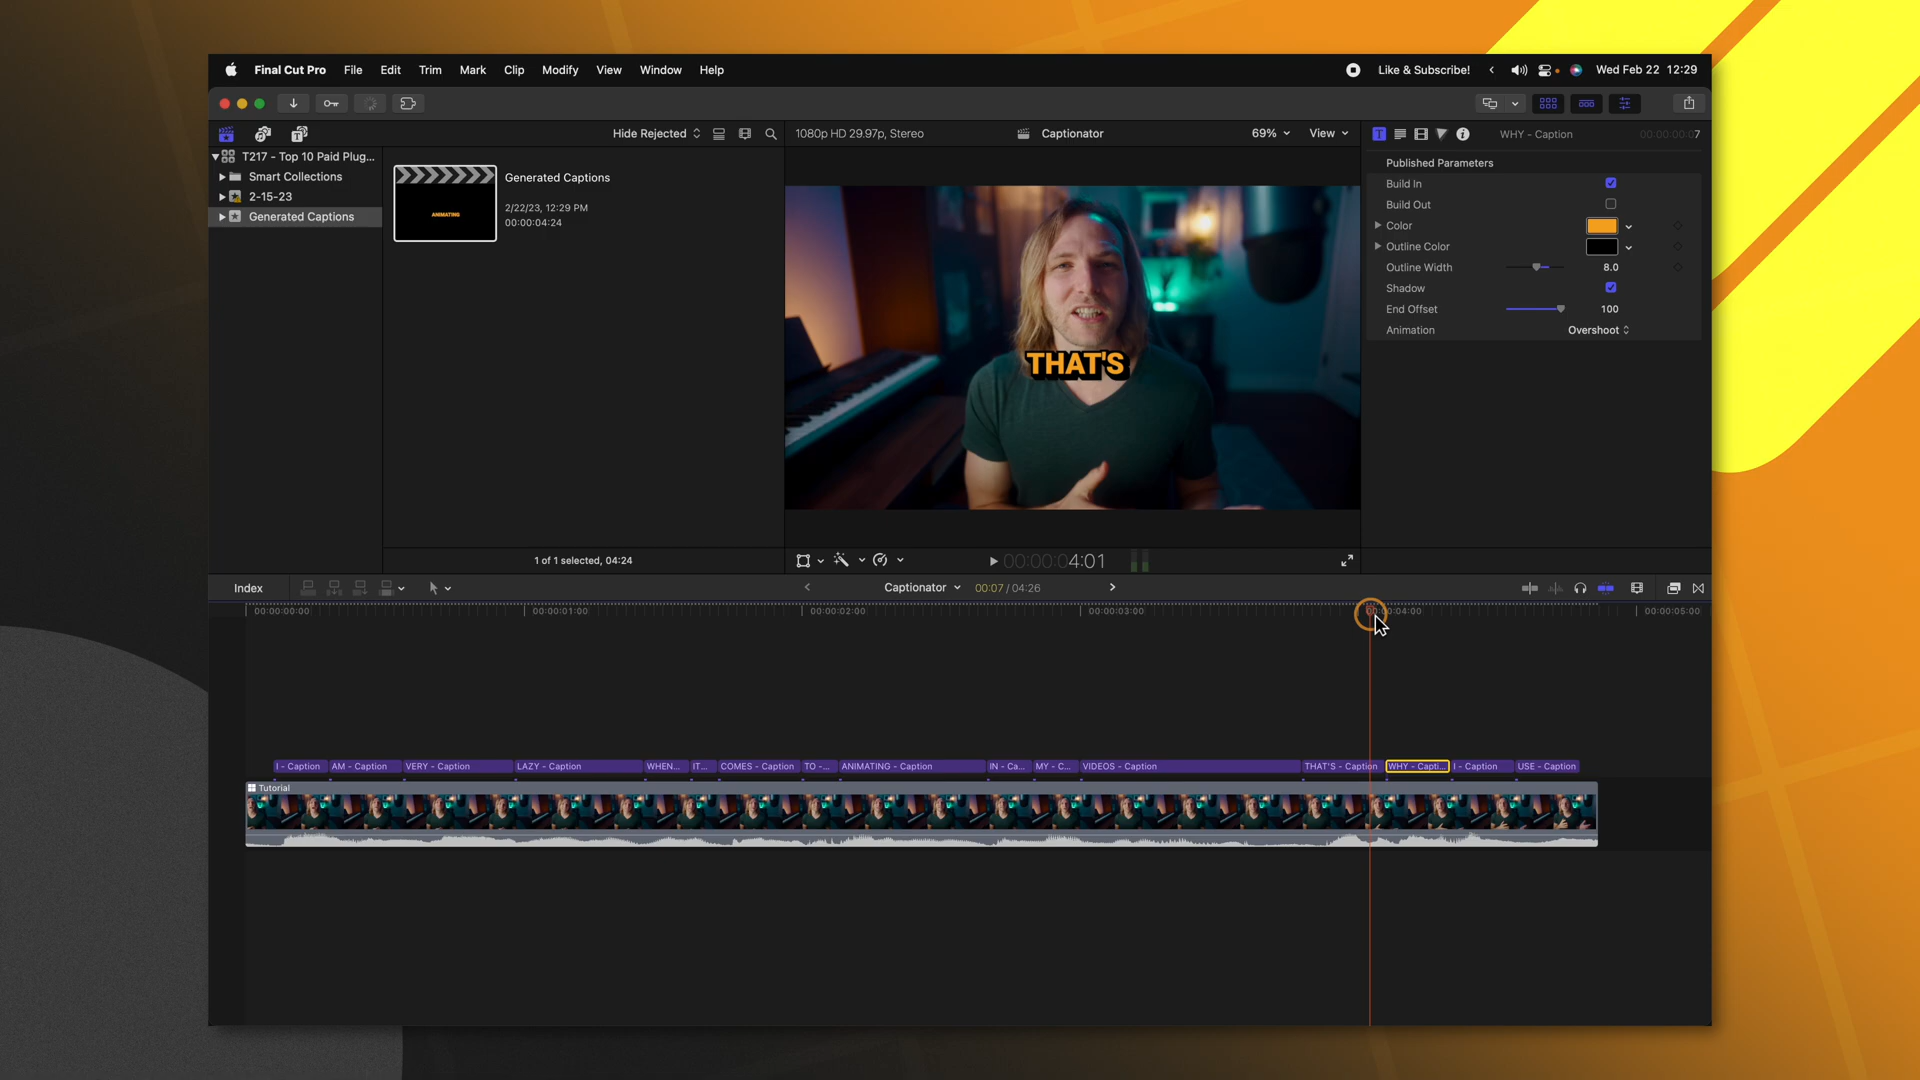 Final Cut Pro File Edit Trim Mark Clip Modify View Window Help Like & Subscribe! Wed Feb 22 12:29
Hide Rejected 1080p HD 29.97p, Stereo Captionator 69% View WHY - Caption 00:00:00:07
T217 - Top 10 Paid Plug...
Smart Collections
2-15-23
Generated Captions
Generated Captions
2/22/23, 12:29 PM
00:00:04:24
ANIMATING
THAT'S
Published Parameters
Build In
Build Out
Color
Outline Color
Outline Width 8.0
Shadow
End Offset 100
Animation Overshoot
1 of 1 selected, 04:24
00:00:00:04:01
Index Captionator 00:07 / 04:26
00:00:00:00 00:00:01:00 00:00:02:00 00:00:03:00 00:00:04:00 00:00:05:00
I - Caption AM - Caption VERY - Caption LAZY - Caption WHEN... IT... COMES - Caption TO -... ANIMATING - Caption IN - Ca... MY - C... VIDEOS - Caption THAT'S - Caption WHY - Capti... I - Caption USE - Caption
Tutorial